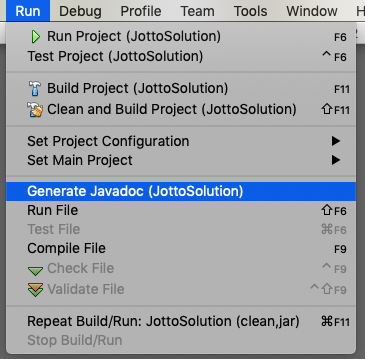 Run Debug Profile Team Tools Window H
Run Project (JottoSolution) F6
Test Project (JottoSolution) ^F6
Build Project (JottoSolution) F11
Clean and Build Project (JottoSolution) ⇧F11
Set Project Configuration ▶
Set Main Project ▶
Generate Javadoc (JottoSolution)
Run File ⇧F6
Test File ⌘F6
Compile File F9
Check File ^F9
Validate File ^⇧F9
Repeat Build/Run: JottoSolution (clean,jar) ⌘F11
Stop Build/Run